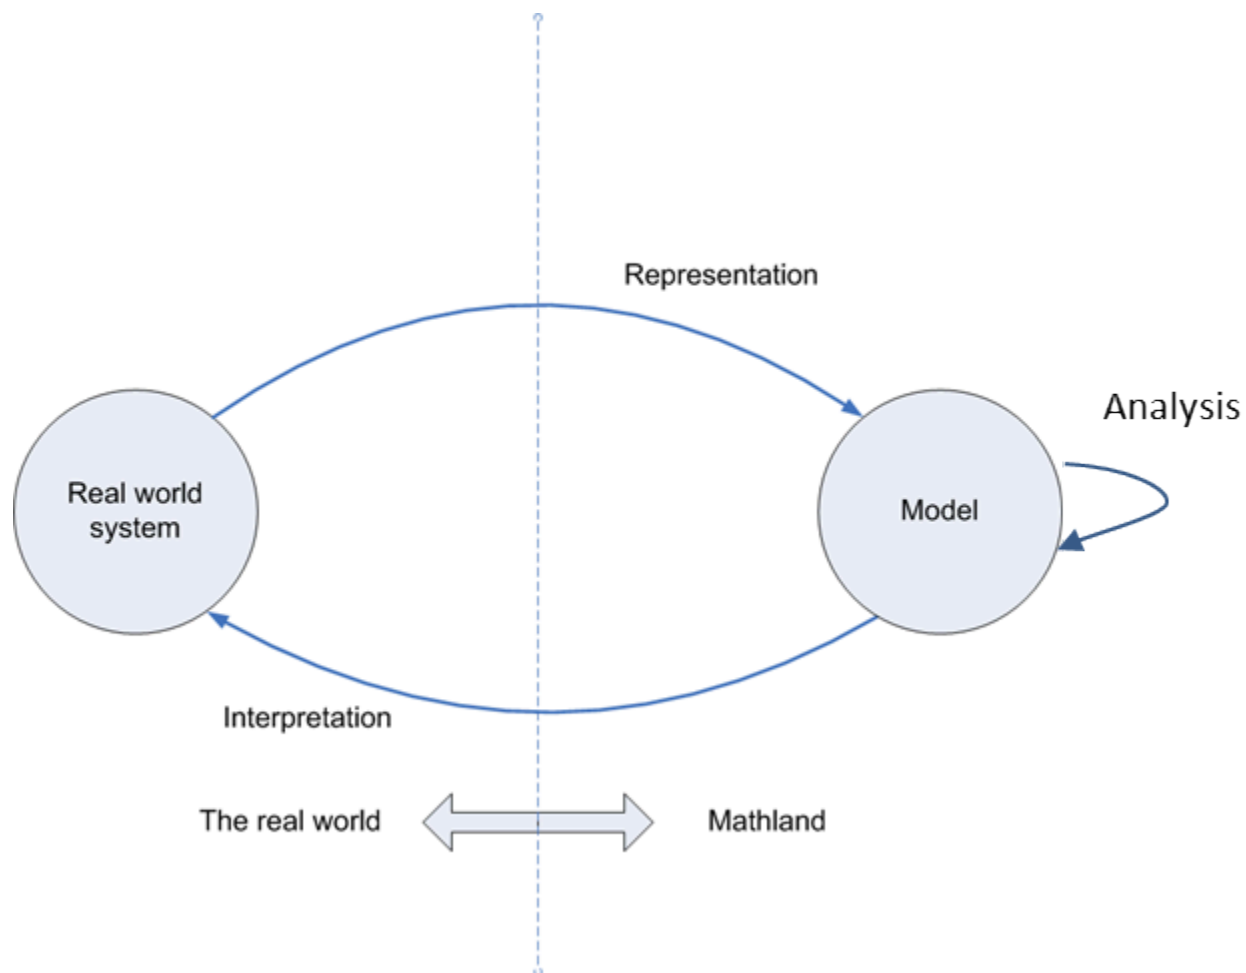 Representation
Analysis
Real world
system
Model
Interpretation
The real world
Mathland